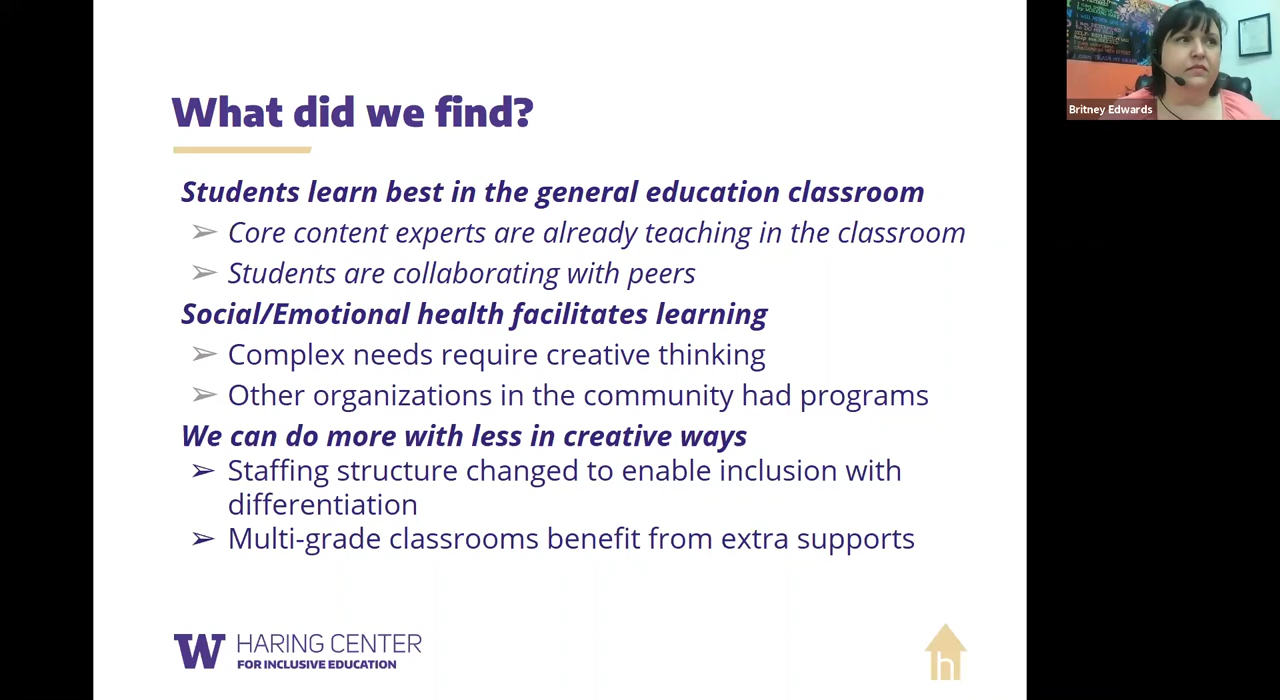 What did we find?
Students learn best in the general education classroom
➢ Core content experts are already teaching in the classroom
➢ Students are collaborating with peers
Social/Emotional health facilitates learning
➢ Complex needs require creative thinking
➢ Other organizations in the community had programs
We can do more with less in creative ways
➢ Staffing structure changed to enable inclusion with
differentiation
➢ Multi-grade classrooms benefit from extra supports
W HARING CENTER
FOR INCLUSIVE EDUCATION
h
Britney Edwards